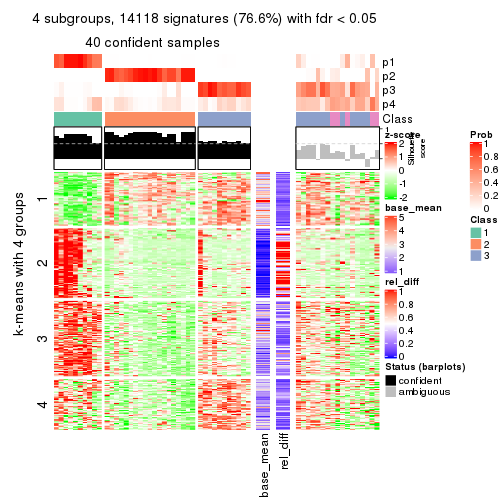 4 subgroups, 14118 signatures (76.6%) with fdr < 0.05
40 confident samples
p1
p2
p3
p4
Class
1
Silhouette
score
z-score
2
1
0
-1
-2
base_mean
5
4
3
2
1
rel_diff
1
0.8
0.6
0.4
0.2
0
Status (barplots)
confident
ambiguous
Prob
1
0.8
0.6
0.4
0.2
0
Class
1
2
3
k-means with 4 groups
1
2
3
4
base_mean
rel_diff